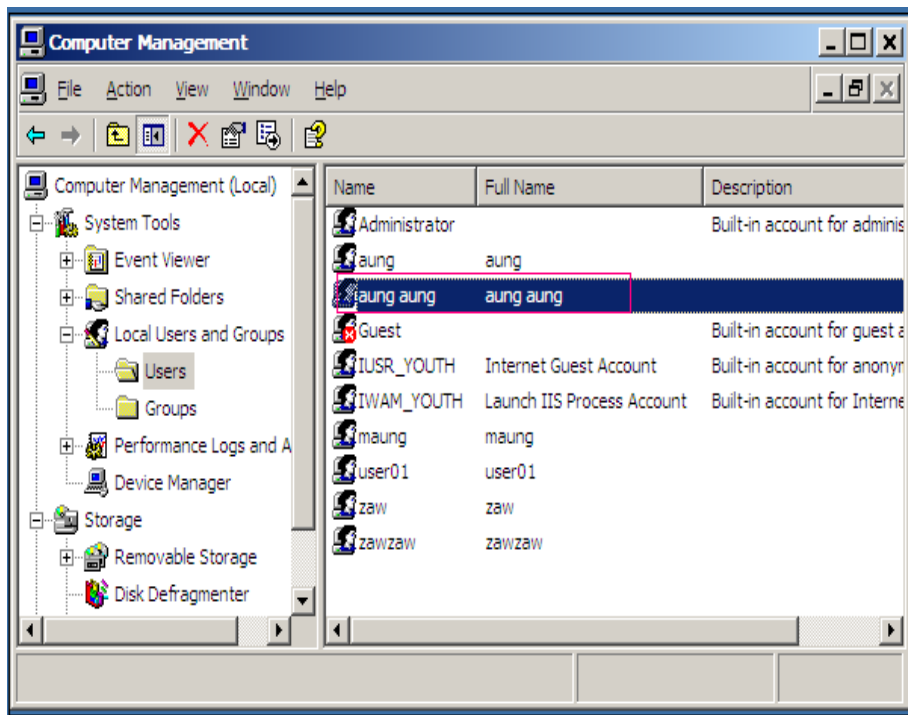 Computer Management
File Action View Window Help
Computer Management (Local)
System Tools
Event Viewer
Shared Folders
Local Users and Groups
Users
Groups
Performance Logs and A
Device Manager
Storage
Removable Storage
Disk Defragmenter
Name Full Name Description
Administrator Built-in account for adminis
aung aung
aung aung aung aung
Guest Built-in account for guest a
IUSR_YOUTH Internet Guest Account Built-in account for anonyr
IWAM_YOUTH Launch IIS Process Account Built-in account for Interne
maung maung
user01 user01
zaw zaw
zawzaw zawzaw